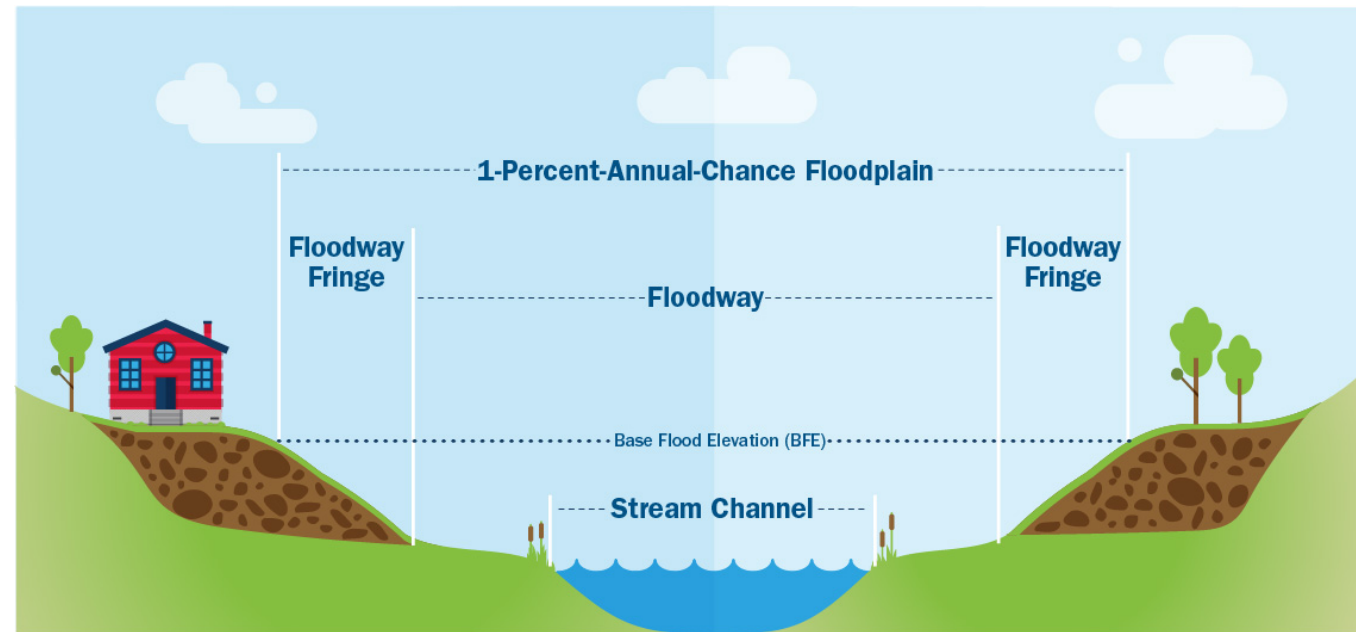 1-Percent-Annual-Chance Floodplain
Floodway
Fringe
Floodway
Fringe
Floodway
Base Flood Elevation (BFE)
Stream Channel